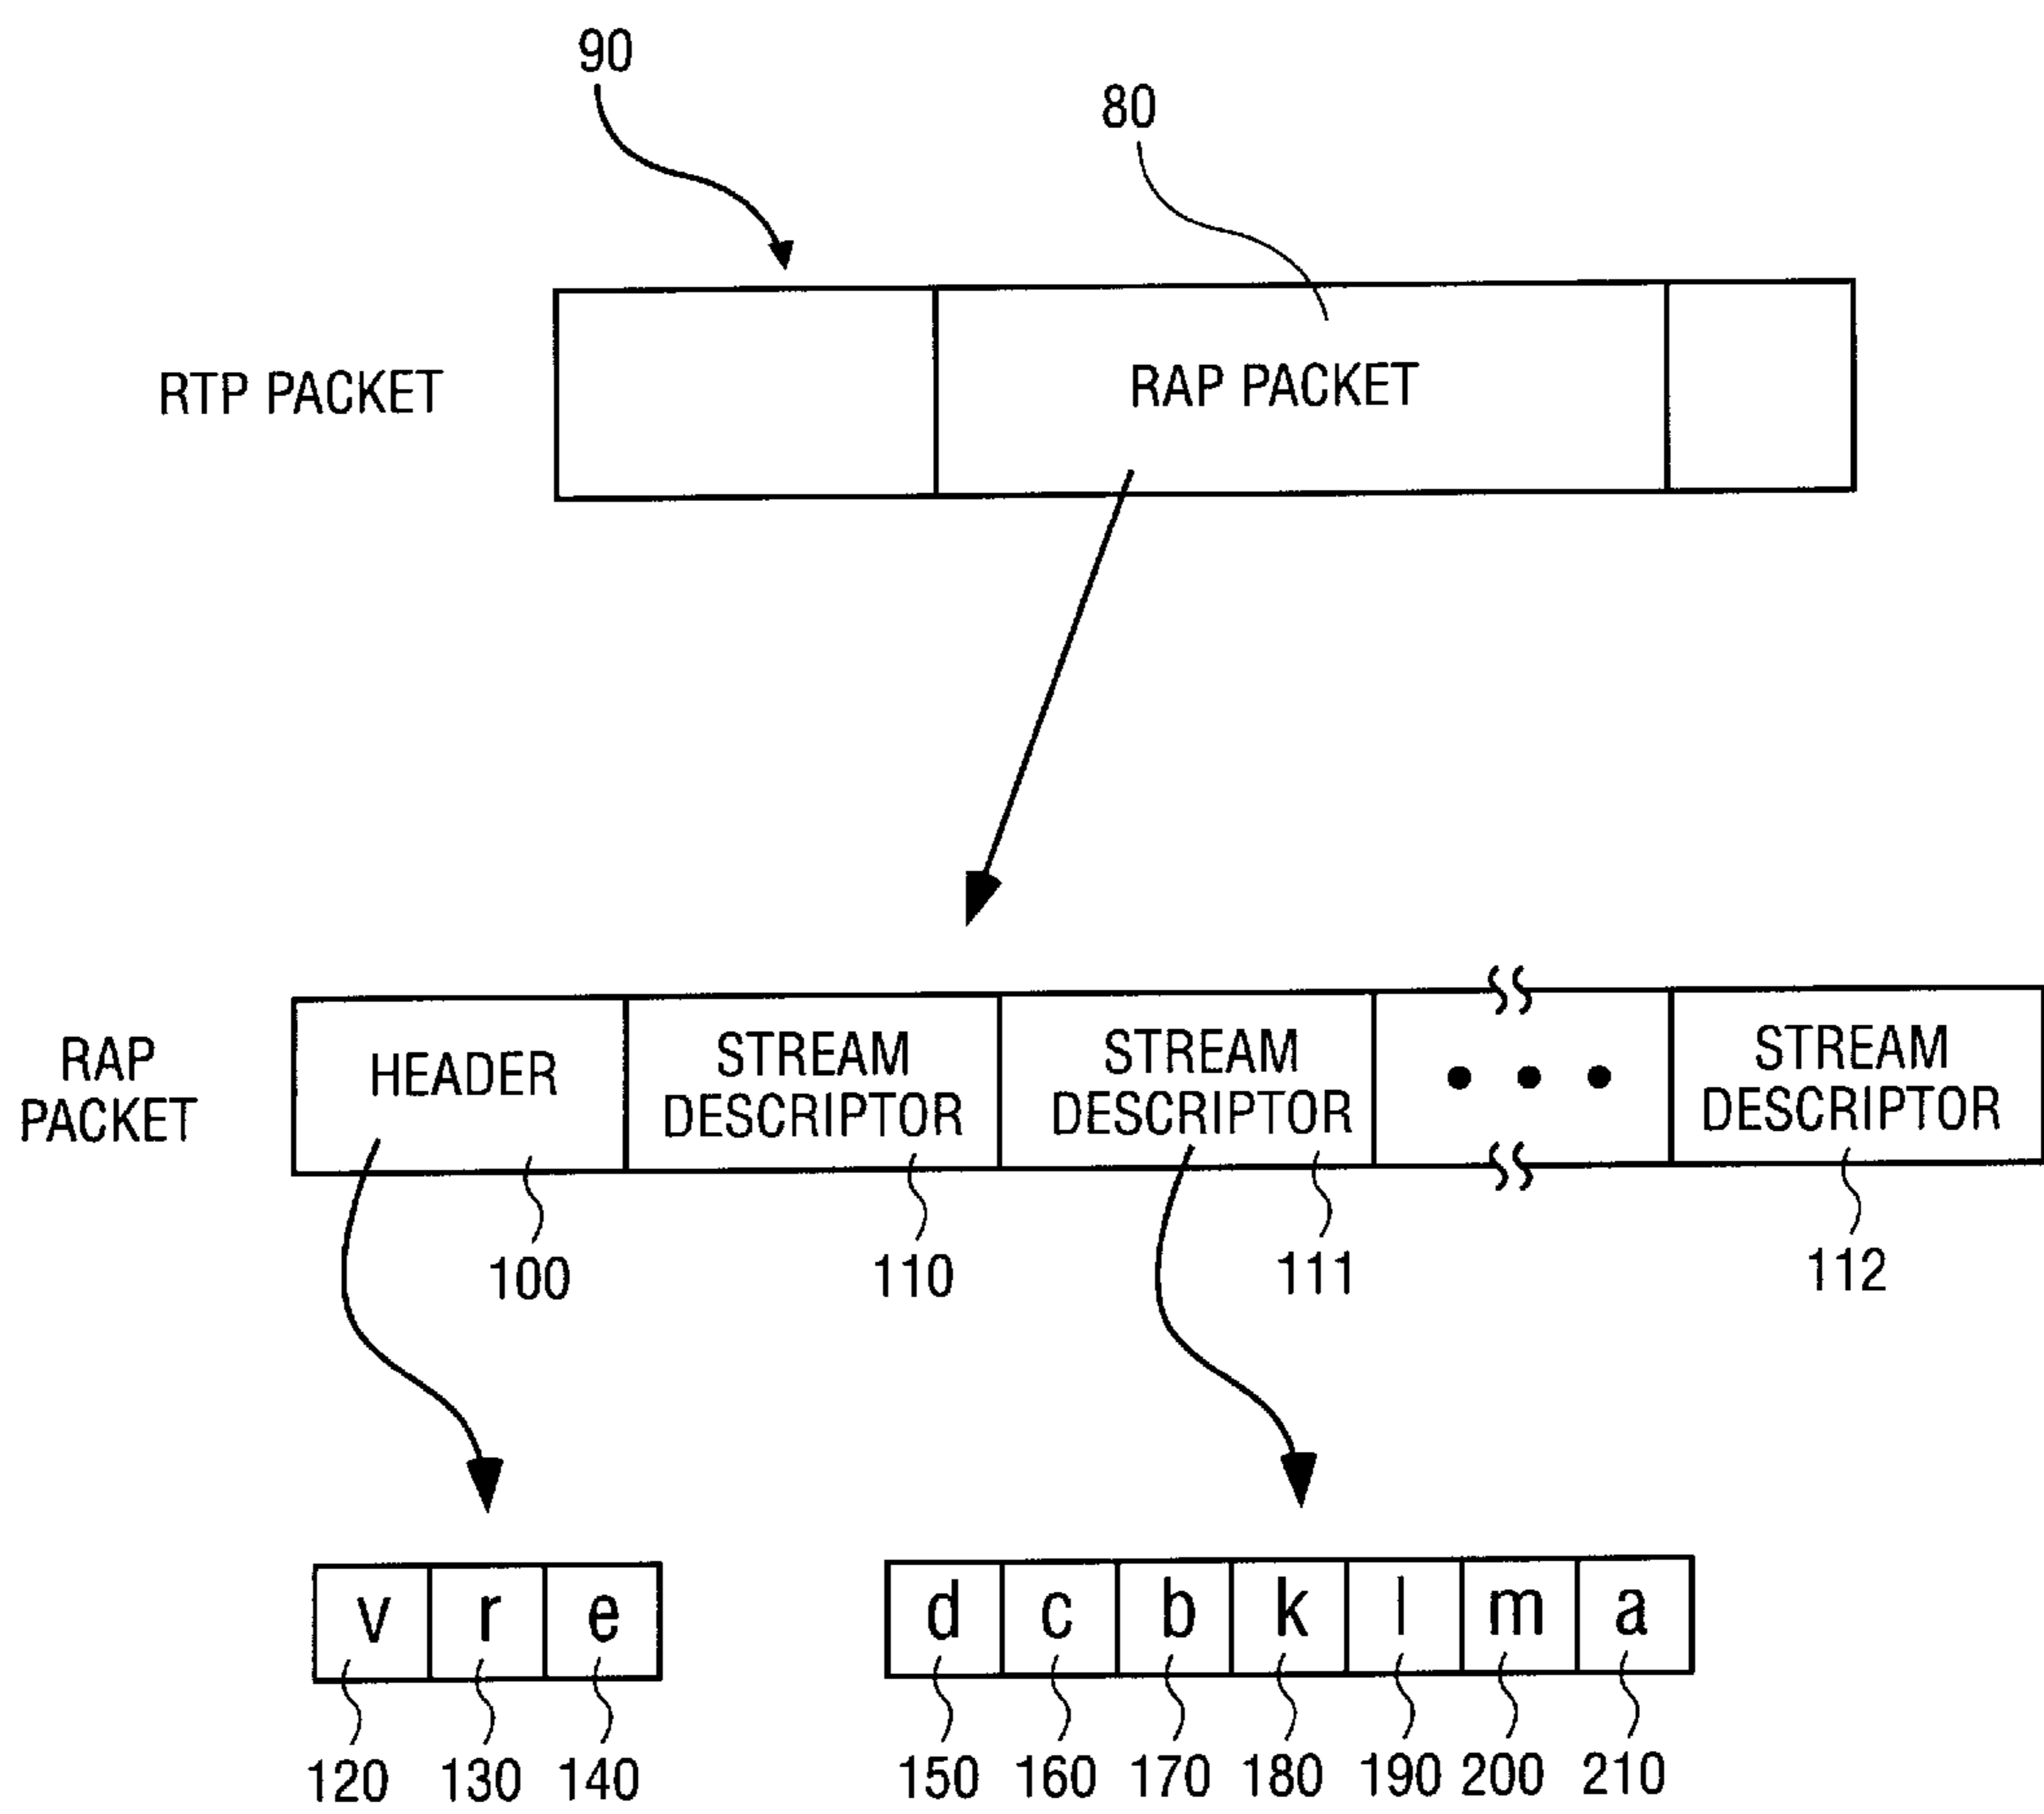 90
80
RTP PACKET
RAP PACKET
RAP
PACKET
HEADER
STREAM
DESCRIPTOR
STREAM
DESCRIPTOR
• • •
STREAM
DESCRIPTOR
100
110
111
112
v r e
d c b k l m a
120 130 140
150 160 170 180 190 200 210